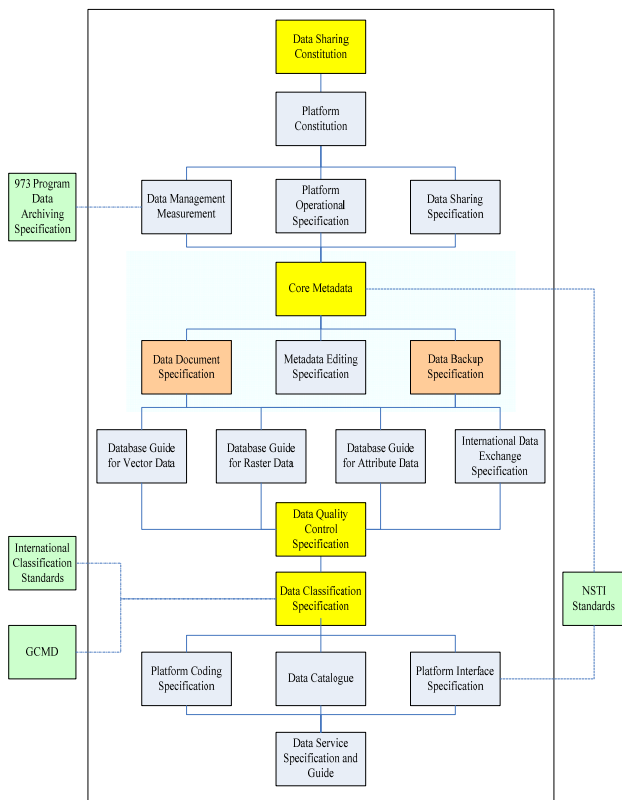 Data Sharing
Constitution
Platform
Constitution
973 Program
Data
Archiving
Specification
Data Management
Measurement
Platform
Operational
Specification
Data Sharing
Specification
Core Metadata
Data Document
Specification
Metadata Editing
Specification
Data Backup
Specification
Database Guide
for Vector Data
Database Guide
for Raster Data
Database Guide
for Attribute Data
International Data
Exchange
Specification
Data Quality
Control
Specification
International
Classification
Standards
Data Classification
Specification
NSTI
Standards
GCMD
Platform Coding
Specification
Data Catalogue
Platform Interface
Specification
Data Service
Specification and
Guide